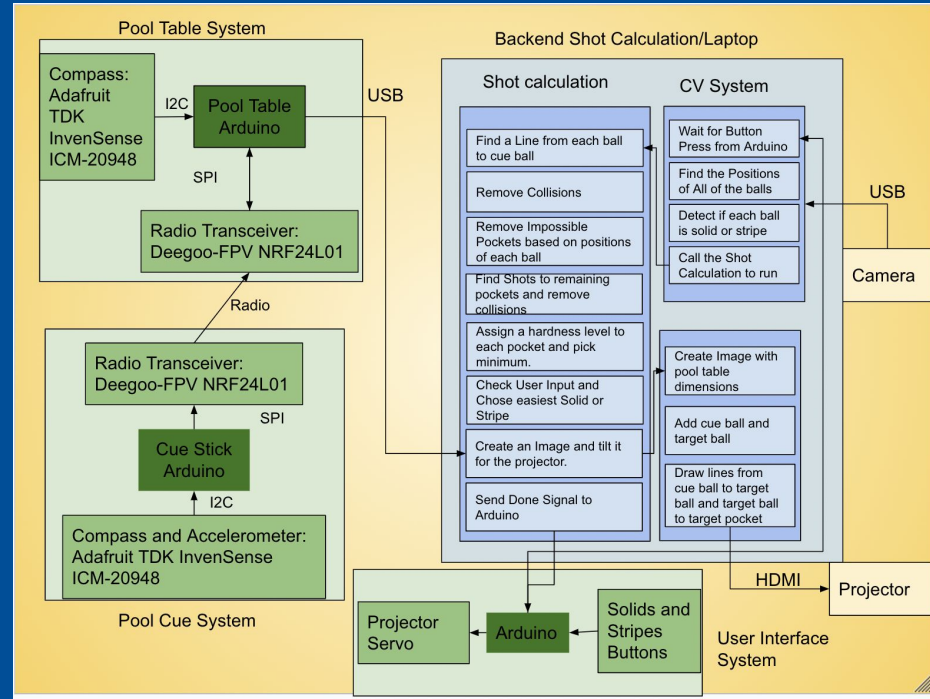 Pool Table System
Compass:
Adafruit
TDK
InvenSense
ICM-20948
I2C
Pool Table
Arduino
USB
SPI
Radio Transceiver:
Deegoo-FPV NRF24L01
Radio
Radio Transceiver:
Deegoo-FPV NRF24L01
SPI
Cue Stick
Arduino
I2C
Compass and Accelerometer:
Adafruit TDK InvenSense
ICM-20948
Pool Cue System
Backend Shot Calculation/Laptop
Shot calculation
Find a Line from each ball
to cue ball
Remove Collisions
Remove Impossible
Pockets based on positions
of each ball
Find Shots to remaining
pockets and remove
collisions
Assign a hardness level to
each pocket and pick
minimum.
Check User Input and
Chose easiest Solid or
Stripe
Create an Image and tilt it
for the projector.
Send Done Signal to
Arduino
CV System
Wait for Button
Press from Arduino
Find the Positions
of All of the balls
Detect if each ball
is solid or stripe
Call the Shot
Calculation to run
USB
Camera
Create Image with
pool table
dimensions
Add cue ball and
target ball
Draw lines from
cue ball to target
ball and target ball
to target pocket
HDMI
Projector
Projector
Servo
Arduino
Solids and
Stripes
Buttons
User Interface
System